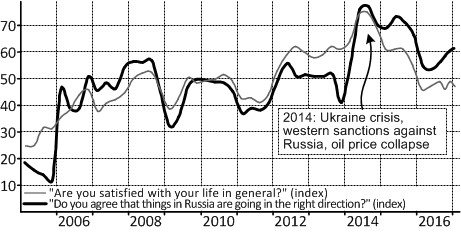 70
60
50
40
30
20
10
2014: Ukraine crisis,
western sanctions against
Russia, oil price collapse
"Are you satisfied with your life in general?" (index)
"Do you agree that things in Russia are going in the right direction?" (index)
2006 2008 2010 2012 2014 2016